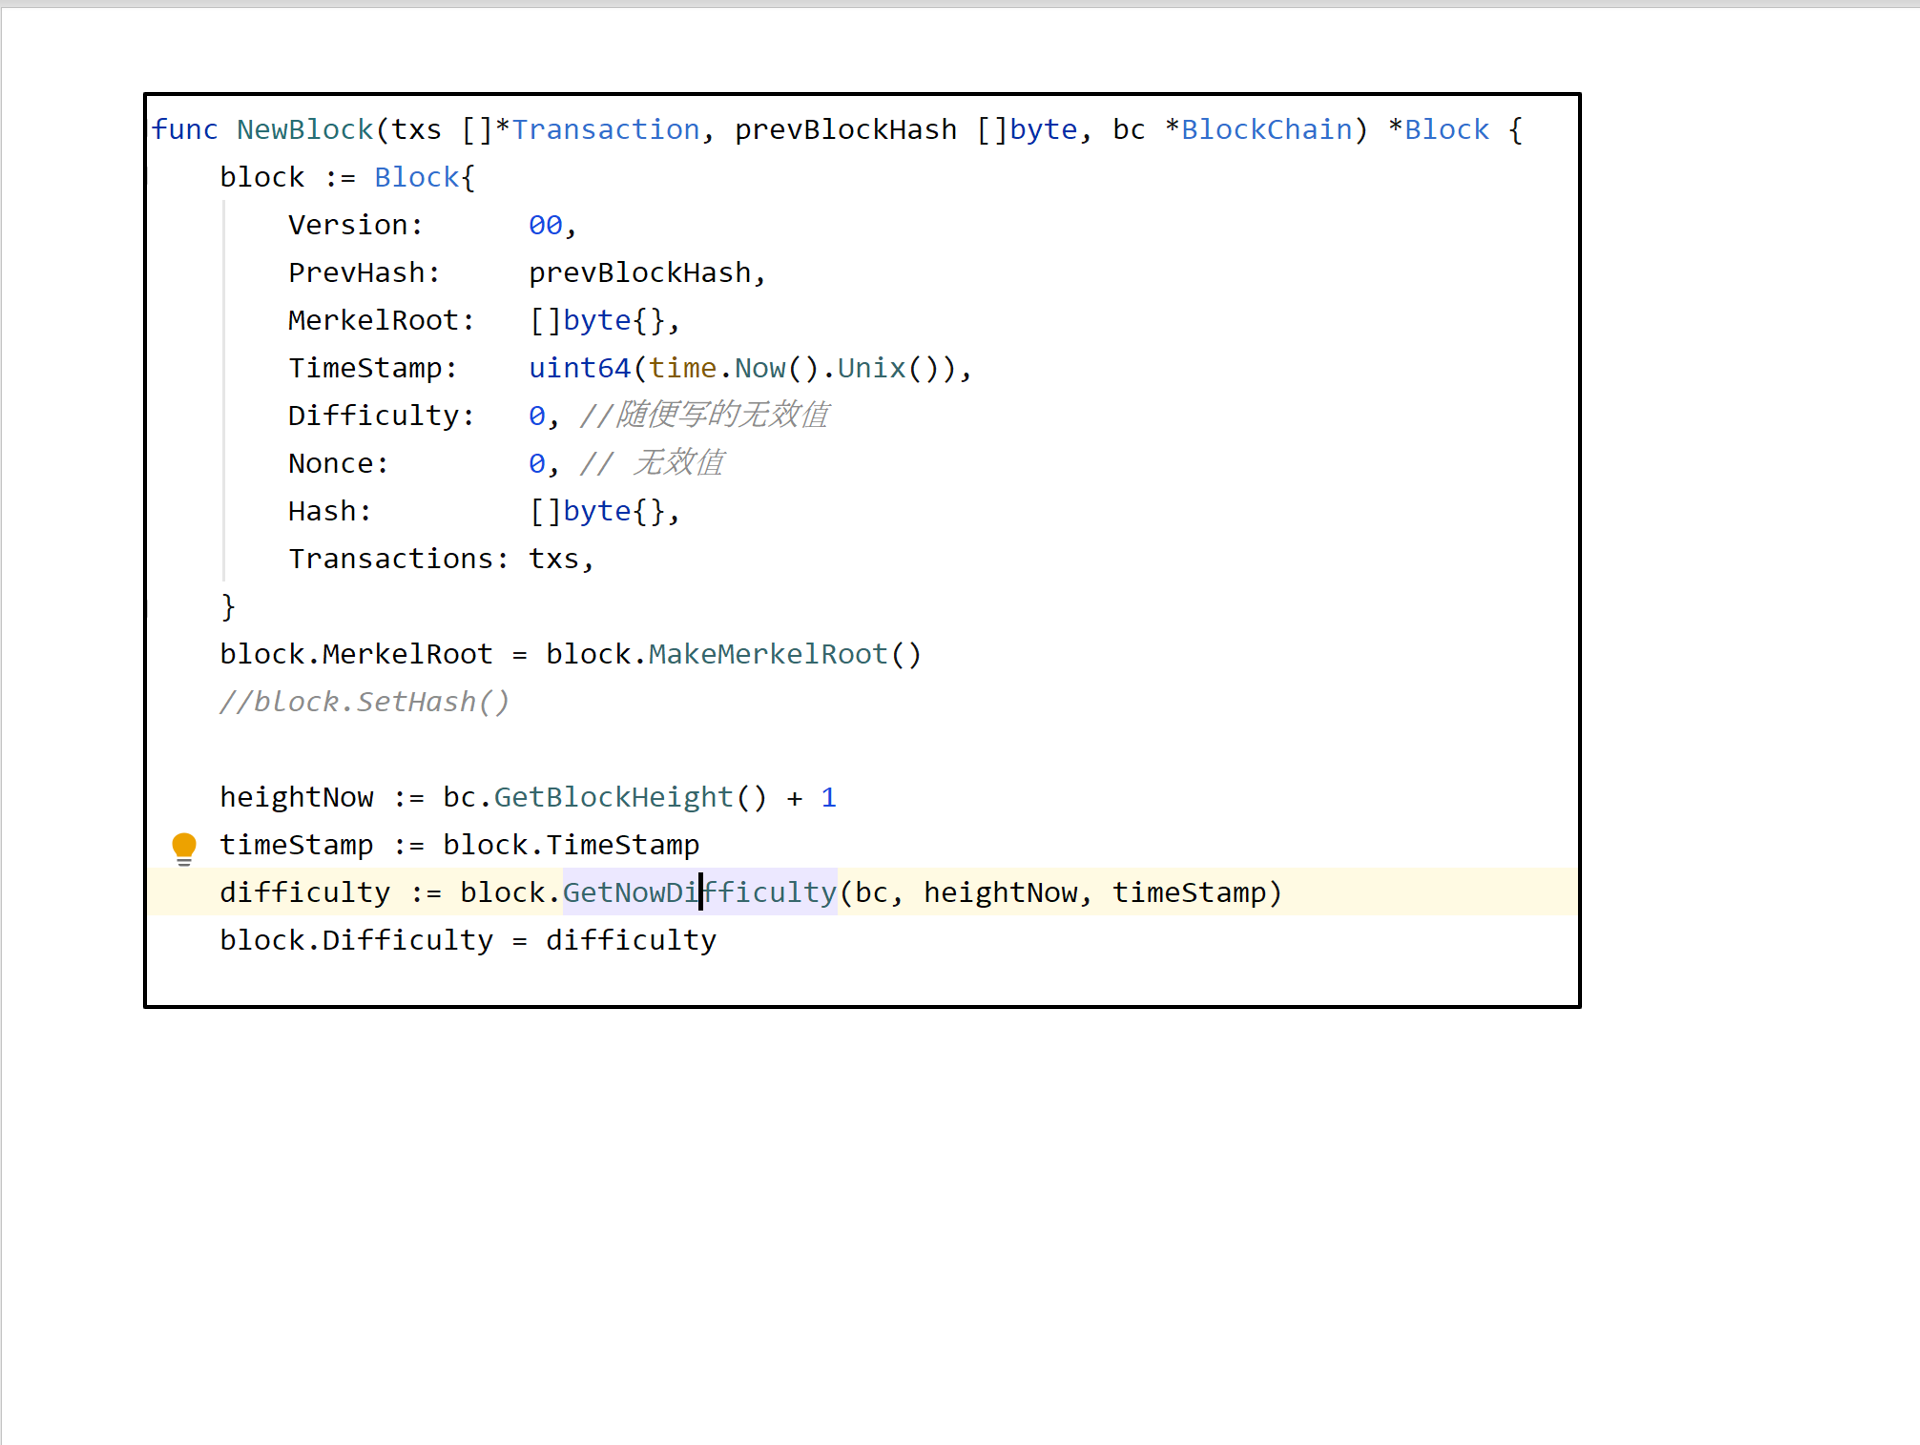 func NewBlock(txs []*Transaction, prevBlockHash []byte, bc *BlockChain) *Block {
block := Block{
Version: 00,
PrevHash: prevBlockHash,
MerkelRoot: []byte{},
TimeStamp: uint64(time.Now().Unix()),
Difficulty: 0, //随便写的无效值
Nonce: 0, // 无效值
Hash: []byte{},
Transactions: txs,
}
block.MerkelRoot = block.MakeMerkelRoot()
//block.SetHash()
heightNow := bc.GetBlockHeight() + 1
timeStamp := block.TimeStamp
difficulty := block.GetNowDifficulty(bc, heightNow, timeStamp)
block.Difficulty = difficulty